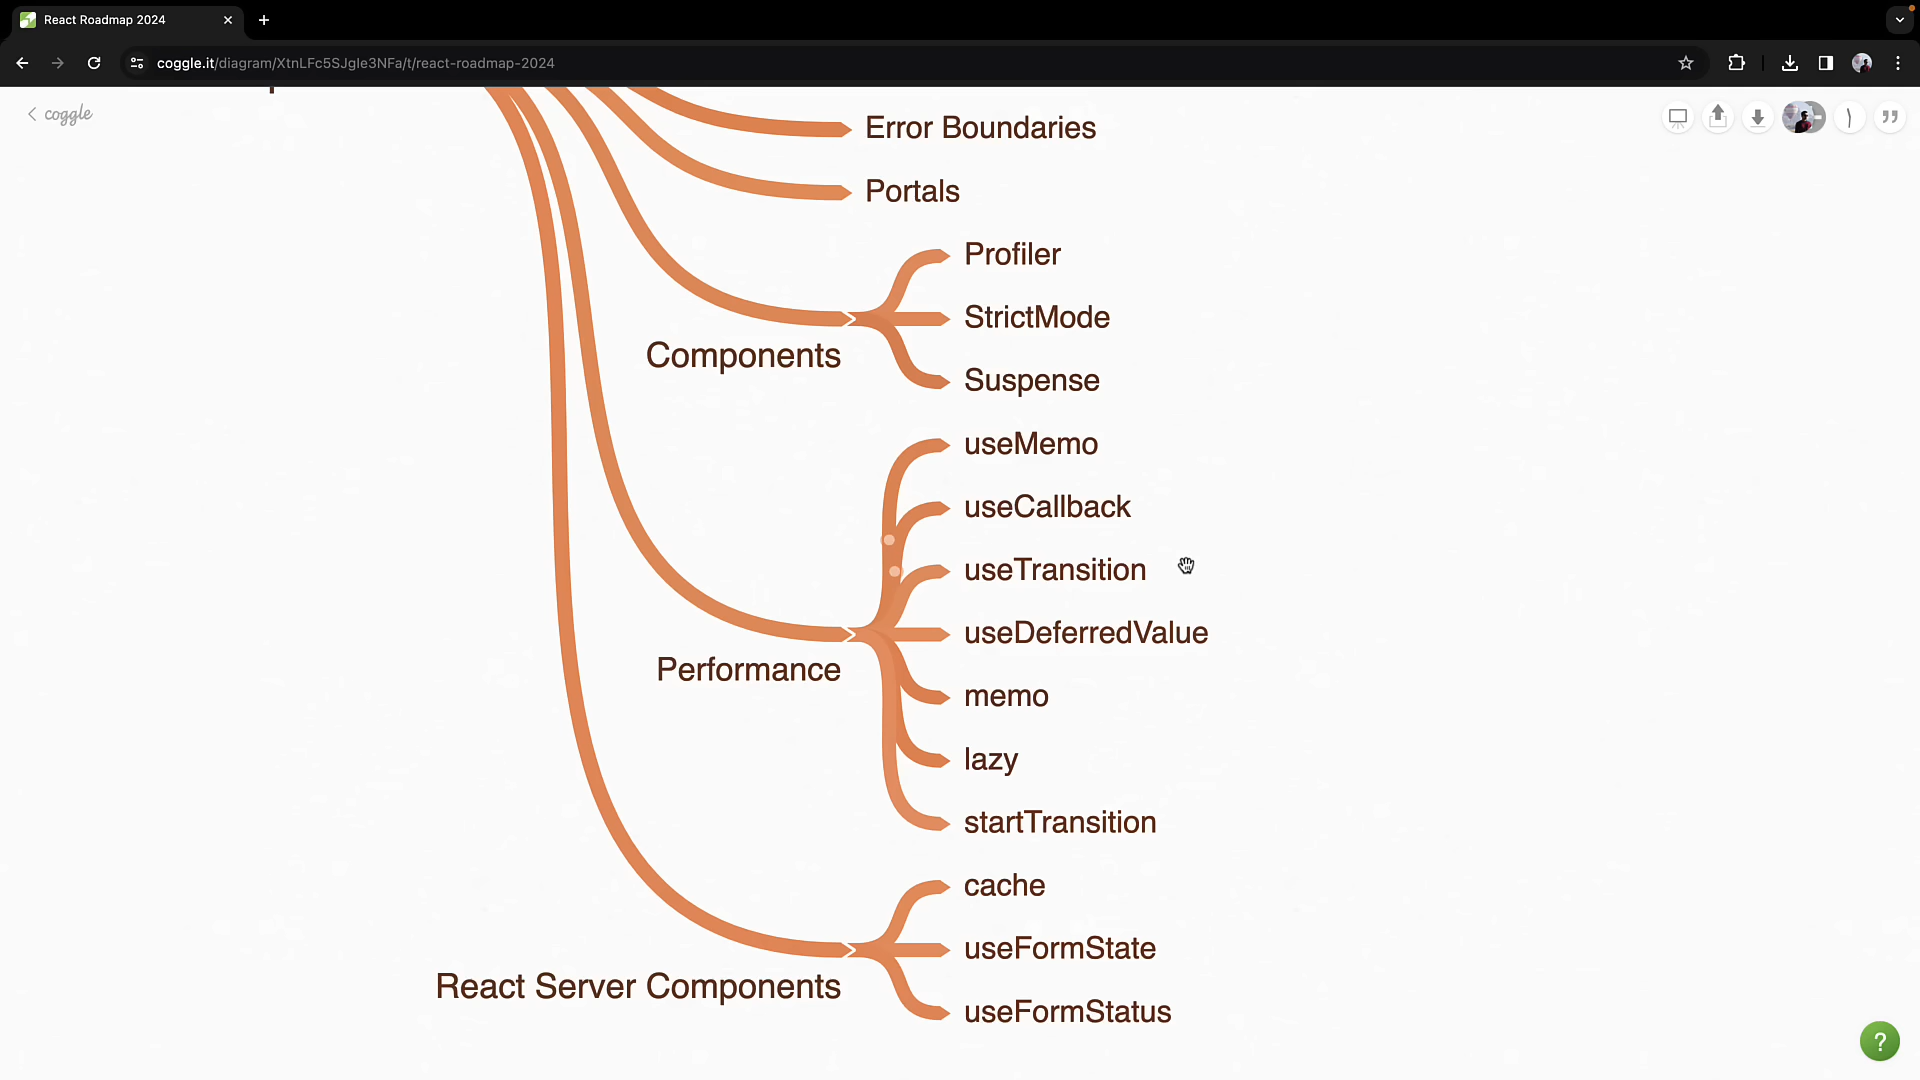 React Roadmap 2024
coggle.it/diagram/XtnLFc5SJgIe3NFa/t/react-roadmap-2024
coggle
Error Boundaries
Portals
Profiler
StrictMode
Suspense
Components
useMemo
useCallback
useTransition
useDeferredValue
memo
lazy
startTransition
Performance
cache
useFormState
useFormStatus
React Server Components
?